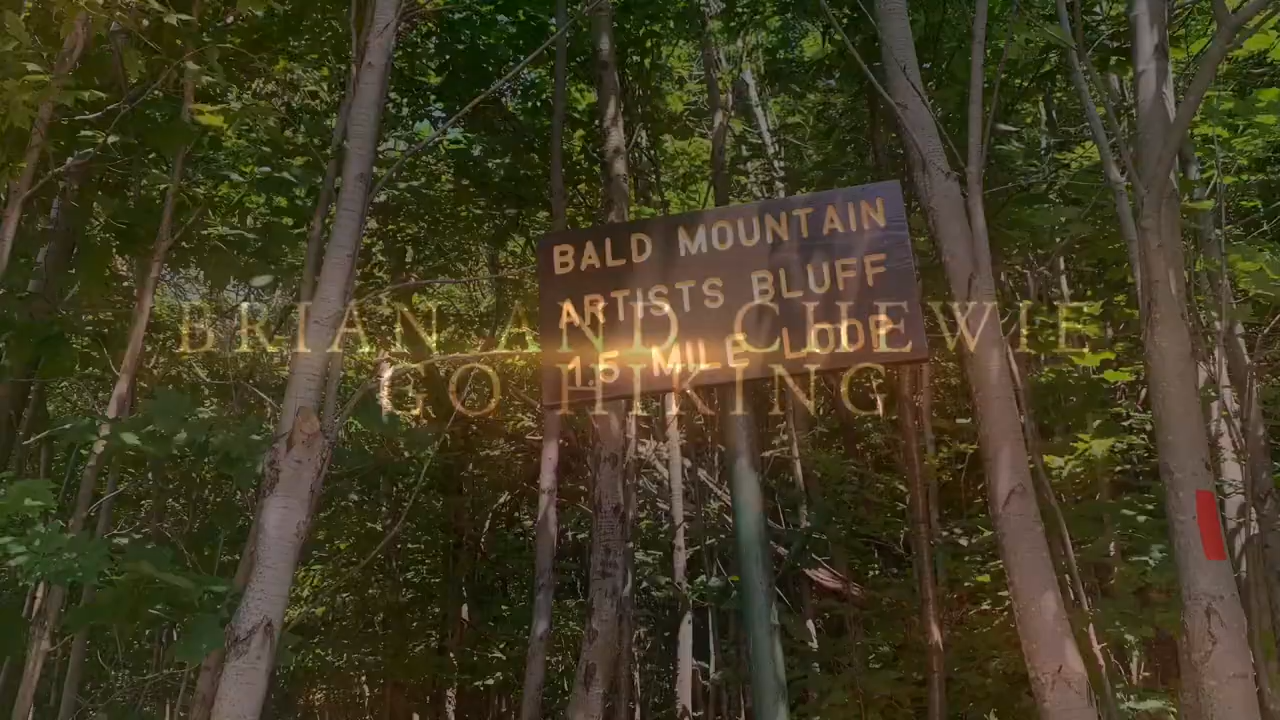 BALD MOUNTAIN
ARTISTS BLUFF
1.5 MILE LOOP
BRIAN AND CHEWIE
GO HIKING